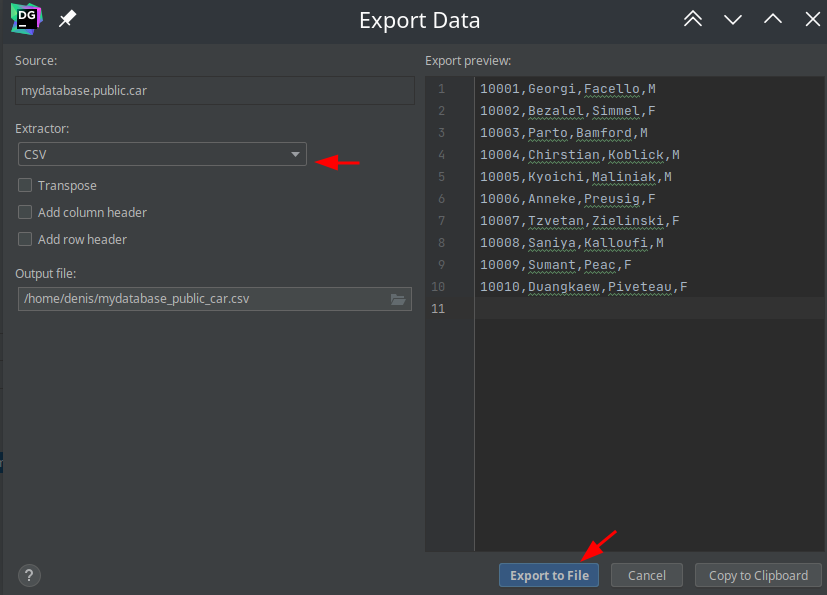 DG
Export Data
Source:
mydatabase.public.car
Extractor:
CSV
Transpose
Add column header
Add row header
Output file:
/home/denis/mydatabase_public_car.csv
Export preview:
1 10001,Georgi,Facello,M
2 10002,Bezalel,Simmel,F
3 10003,Parto,Bamford,M
4 10004,Chirstian,Koblick,M
5 10005,Kyoichi,Maliniak,M
6 10006,Anneke,Preusig,F
7 10007,Tzvetan,Zielinski,F
8 10008,Saniya,Kalloufi,M
9 10009,Sumant,Peac,F
10 10010,Duangkaew,Piveteau,F
11
?
Export to File
Cancel
Copy to Clipboard